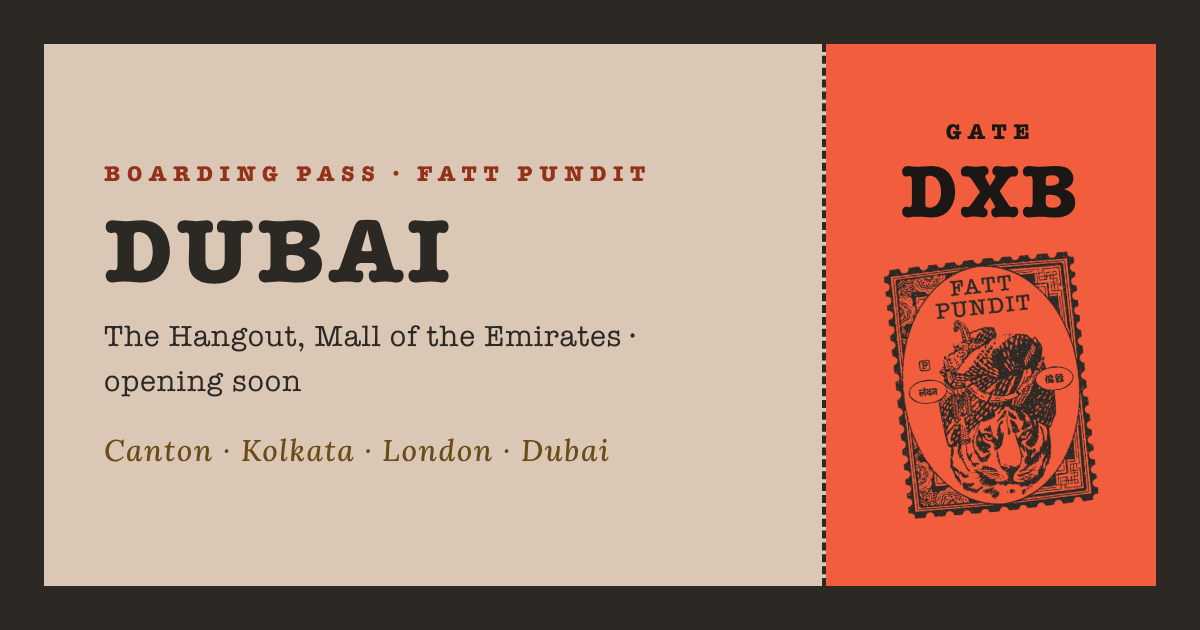 BOARDING PASS · FATT PUNDIT
DUBAI
The Hangout, Mall of the Emirates ·
opening soon
Canton · Kolkata · London · Dubai
GATE
DXB
FATT
PUNDIT
P
लंदन